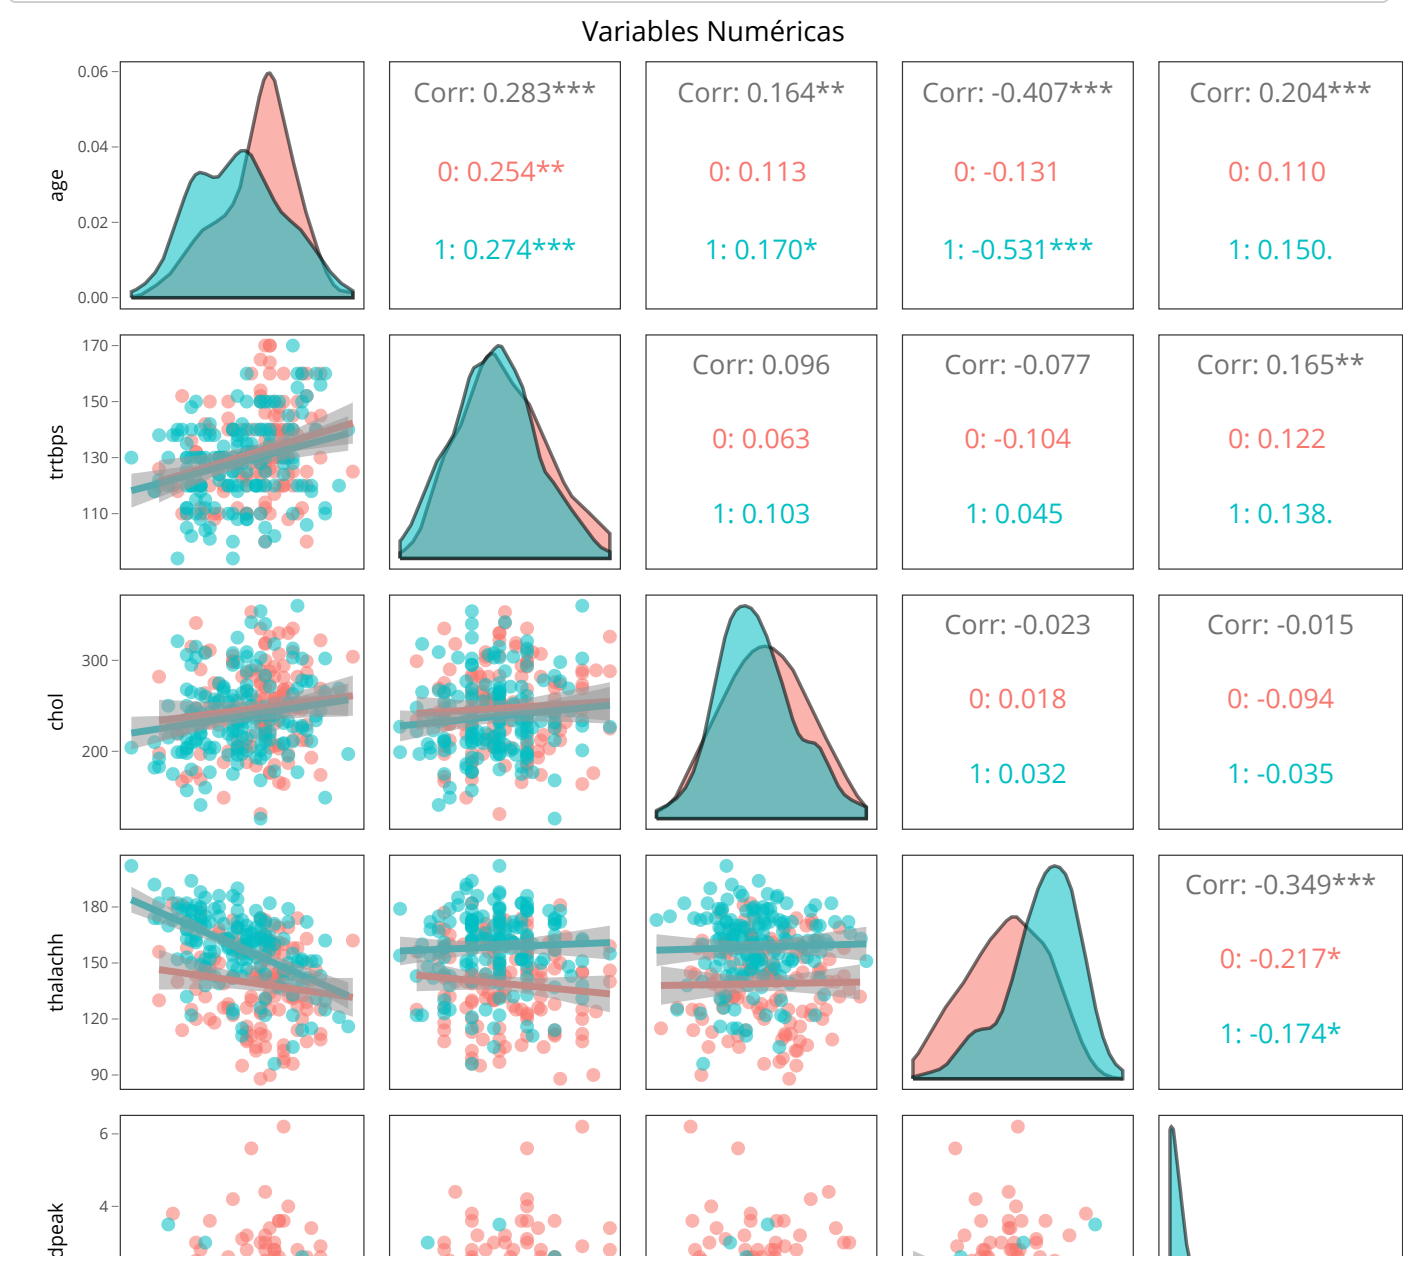 Variables Numéricas
0.06
0.04
0.02
0.00
age
Corr: 0.283***
0: 0.254**
1: 0.274***
Corr: 0.164**
0: 0.113
1: 0.170*
Corr: -0.407***
0: -0.131
1: -0.531***
Corr: 0.204***
0: 0.110
1: 0.150.
170
150
130
110
trtbps
Corr: 0.096
0: 0.063
1: 0.103
Corr: -0.077
0: -0.104
1: 0.045
Corr: 0.165**
0: 0.122
1: 0.138.
300
200
chol
Corr: -0.023
0: 0.018
1: 0.032
Corr: -0.015
0: -0.094
1: -0.035
180
150
120
90
thalachh
Corr: -0.349***
0: -0.217*
1: -0.174*
6
4
dpeak